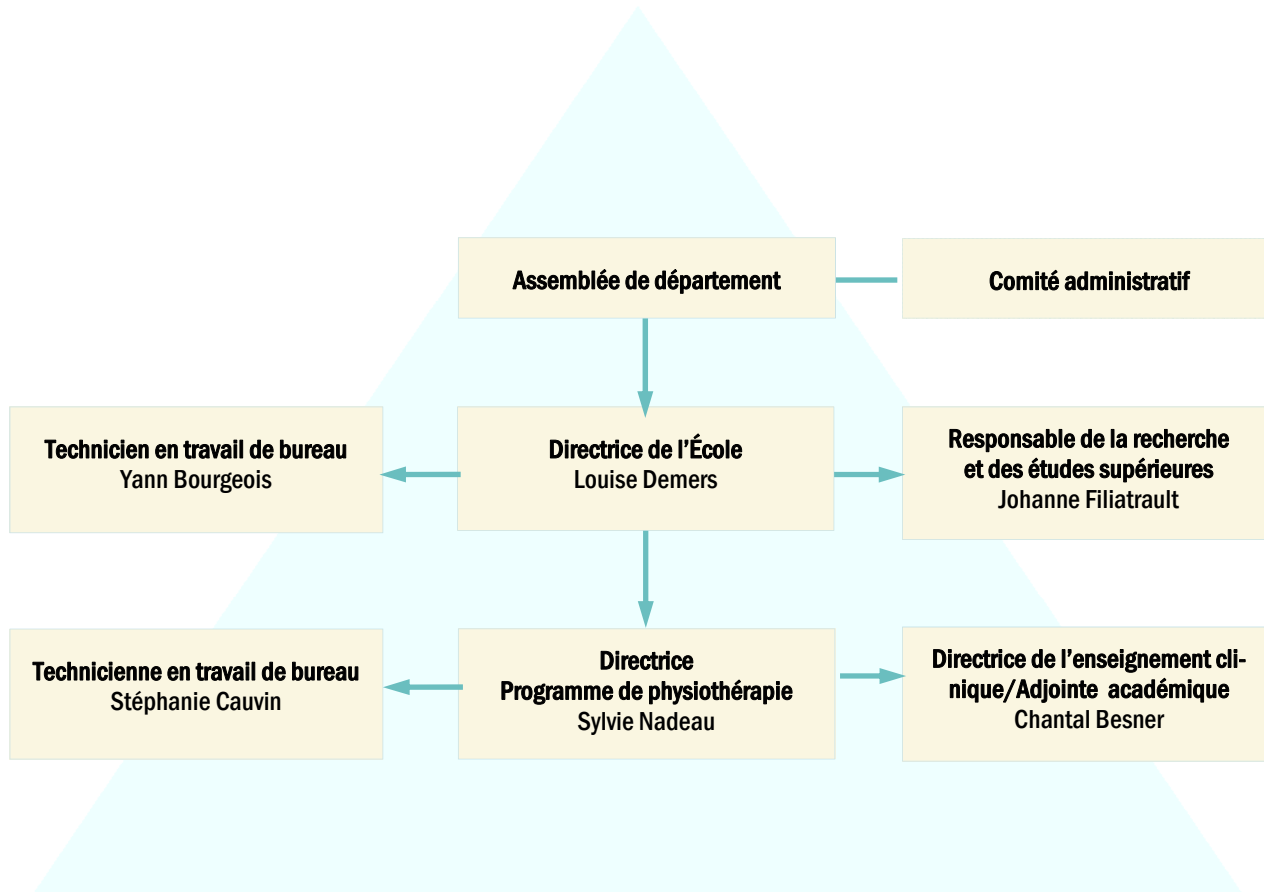 Assemblée de département
Comité administratif
Technicien en travail de bureau
Yann Bourgeois
Directrice de l'École
Louise Demers
Responsable de la recherche
et des études supérieures
Johanne Filiatrault
Technicienne en travail de bureau
Stéphanie Cauvin
Directrice
Programme de physiothérapie
Sylvie Nadeau
Directrice de l'enseignement cli-
nique/Adjointe académique
Chantal Besner